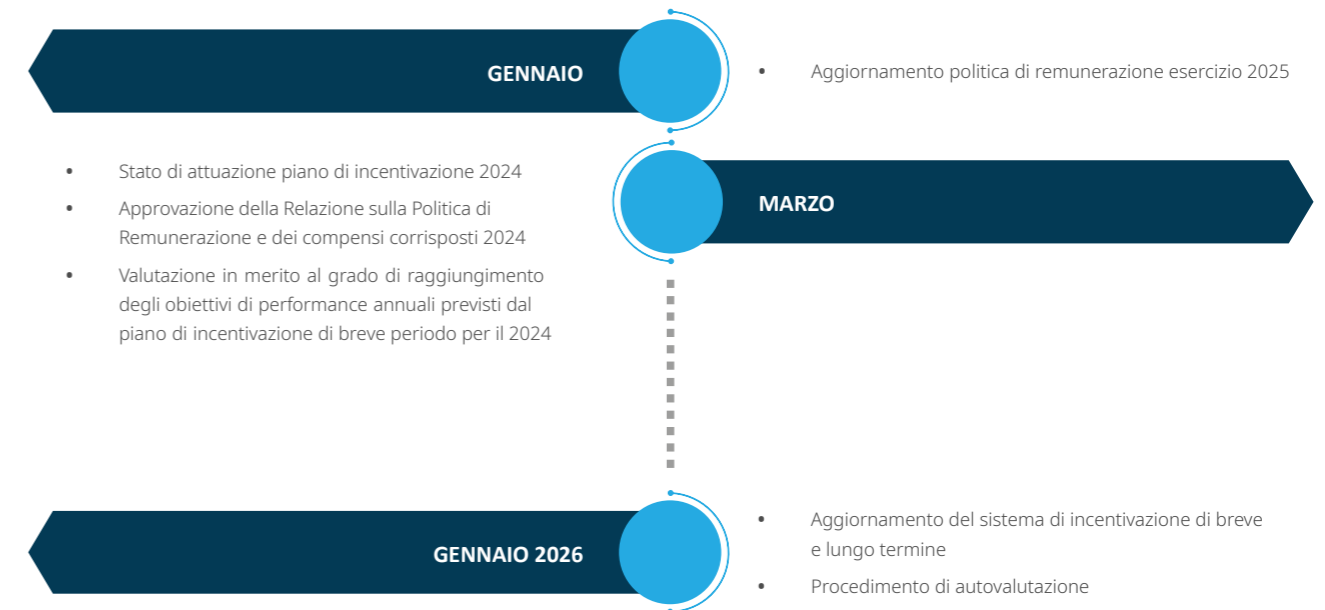 GENNAIO
• Aggiornamento politica di remunerazione esercizio 2025
MARZO
• Stato di attuazione piano di incentivazione 2024
• Approvazione della Relazione sulla Politica di
Remunerazione e dei compensi corrisposti 2024
• Valutazione in merito al grado di raggiungimento
degli obiettivi di performance annuali previsti dal
piano di incentivazione di breve periodo per il 2024
GENNAIO 2026
• Aggiornamento del sistema di incentivazione di breve
e lungo termine
• Procedimento di autovalutazione